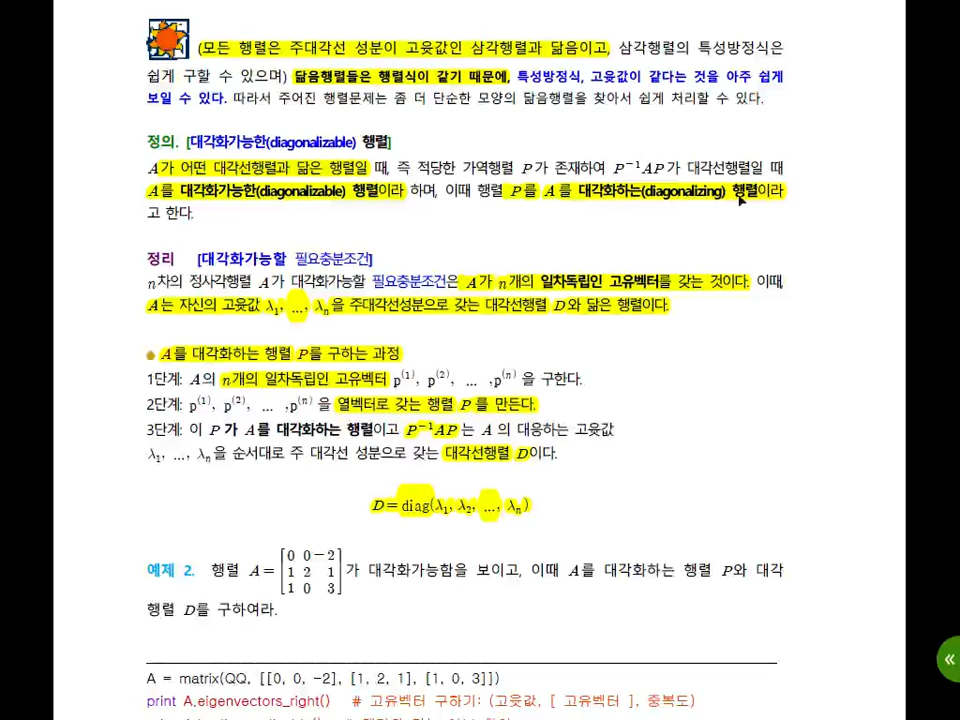 (모든 행렬은 주대각선 성분이 고윳값인 삼각행렬과 닮음이고, 삼각행렬의 특성방정식은
쉽게 구할 수 있으며) 닮음행렬들은 행렬식이 같기 때문에, 특성방정식, 고윳값이 같다는 것을 아주 쉽게
보일 수 있다. 따라서 주어진 행렬문제는 좀 더 단순한 모양의 닮음행렬을 찾아서 쉽게 처리할 수 있다.
정의. [대각화가능한(diagonalizable) 행렬]
A가 어떤 대각선행렬과 닮은 행렬일 때, 즉 적당한 가역행렬 P가 존재하여 P⁻¹AP가 대각선행렬일 때
A를 대각화가능한(diagonalizable) 행렬이라 하며, 이때 행렬 P를 A를 대각화하는(diagonalizing) 행렬이라
고 한다.
정리 [대각화가능할 필요충분조건]
n차의 정사각행렬 A가 대각화가능할 필요충분조건은 A가 n개의 일차독립인 고유벡터를 갖는 것이다. 이때,
A는 자신의 고윳값 λ₁, ..., λₙ을 주대각선성분으로 갖는 대각선행렬 D와 닮은 행렬이다.
A를 대각화하는 행렬 P를 구하는 과정
1단계: A의 n개의 일차독립인 고유벡터 p⁽¹⁾, p⁽²⁾, ... ,p⁽ⁿ⁾을 구한다.
2단계: p⁽¹⁾, p⁽²⁾, ... ,p⁽ⁿ⁾을 열벡터로 갖는 행렬 P를 만든다.
3단계: 이 P가 A를 대각화하는 행렬이고 P⁻¹AP는 A의 대응하는 고윳값
λ₁, ..., λₙ을 순서대로 주 대각선 성분으로 갖는 대각선행렬 D이다.
D=diag(λ₁, λ₂, ..., λₙ)
예제 2. 행렬 A=[0 0 −2; 1 2 1; 1 0 3]가 대각화가능함을 보이고, 이때 A를 대각화하는 행렬 P와 대각
행렬 D를 구하여라.
A = matrix(QQ, [[0, 0, -2], [1, 2, 1], [1, 0, 3]])
print A.eigenvectors_right() # 고유벡터 구하기: (고윳값, [ 고유벡터 ], 중복도)
«